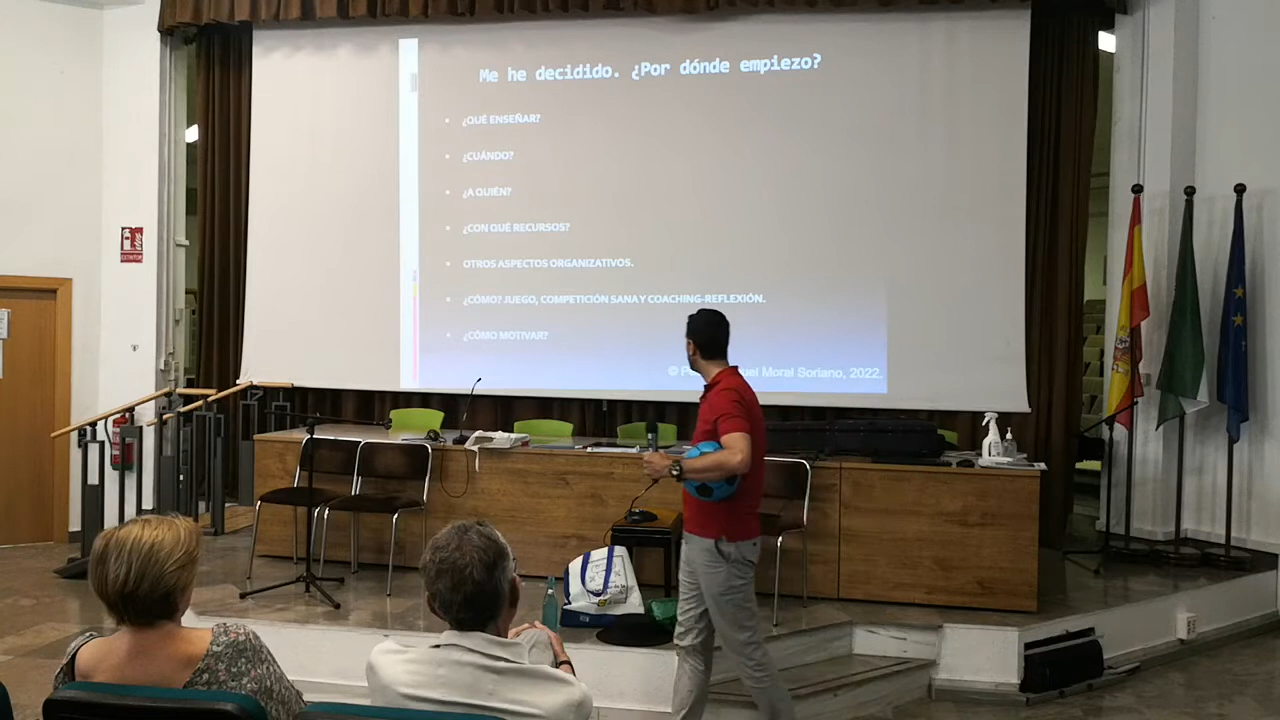 Me he decidido. ¿Por dónde empiezo?
• ¿QUÉ ENSEÑAR?
• ¿CUÁNDO?
• ¿A QUIÉN?
• ¿CON QUÉ RECURSOS?
• OTROS ASPECTOS ORGANIZATIVOS.
• ¿CÓMO? JUEGO, COMPETICIÓN SANA Y COACHING-REFLEXIÓN.
• ¿CÓMO MOTIVAR?
© Moral Soriano, 2022.
EXTINTOR